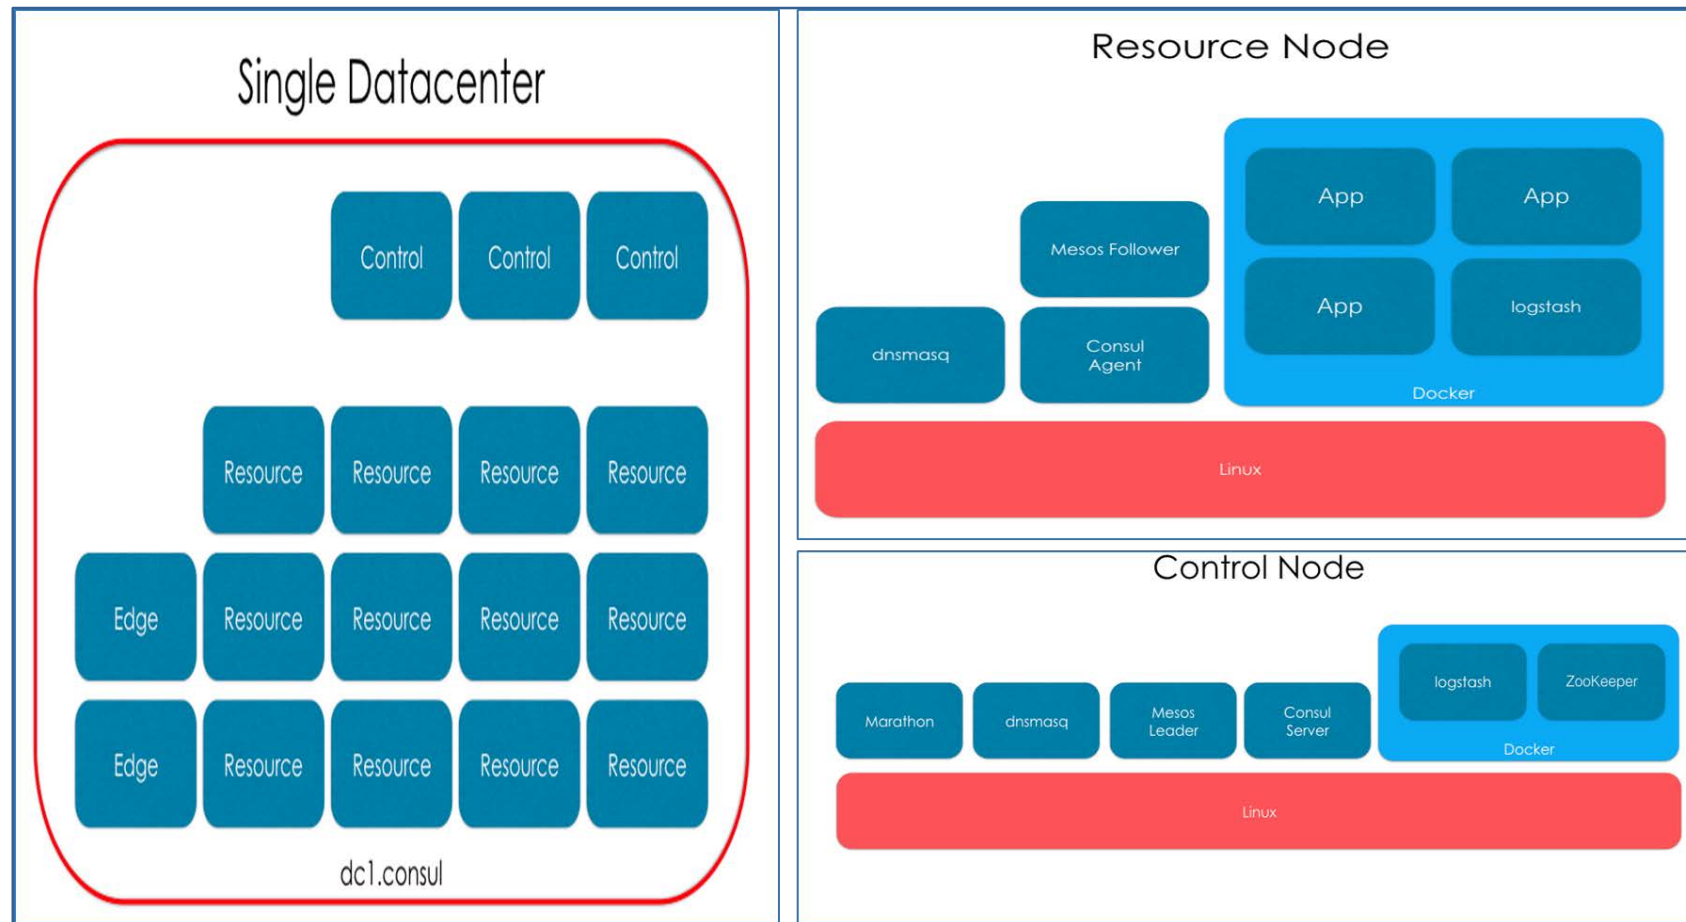 Single Datacenter
Control Control Control
Resource Resource Resource Resource
Edge Resource Resource Resource Resource
Edge Resource Resource Resource Resource
dc1.consul
Resource Node
App App
Mesos Follower
App logstash
dnsmasq
Consul
Agent
Docker
Linux
Control Node
logstash ZooKeeper
Marathon dnsmasq
Mesos
Leader
Consul
Server
Docker
Linux